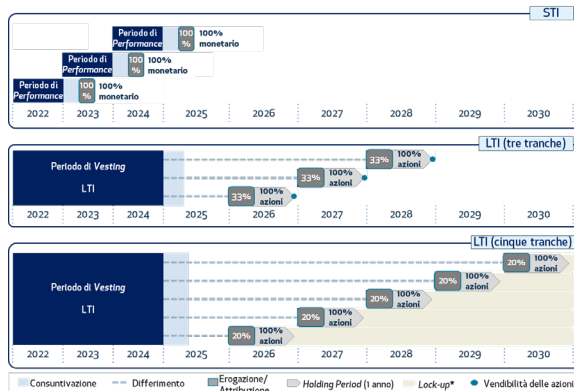 STI
Periodo di
Performance
100
%
100%
monetario
Periodo di
Performance
100
%
100%
monetario
Periodo di
Performance
100
%
100%
monetario
2022 2023 2024 2025 2026 2027 2028 2029 2030
LTI (tre tranche)
Periodo di Vesting
LTI
33% 100%
azioni
33% 100%
azioni
33% 100%
azioni
2022 2023 2024 2025 2026 2027 2028 2029 2030
LTI (cinque tranche)
Periodo di Vesting
LTI
20% 100%
azioni
20% 100%
azioni
20% 100%
azioni
20% 100%
azioni
20% 100%
azioni
2022 2023 2024 2025 2026 2027 2028 2029 2030
Consuntivazione Differimento Erogazione/
Attribuzione Holding Period (1 anno) Lock-up* Vendibilità delle azioni